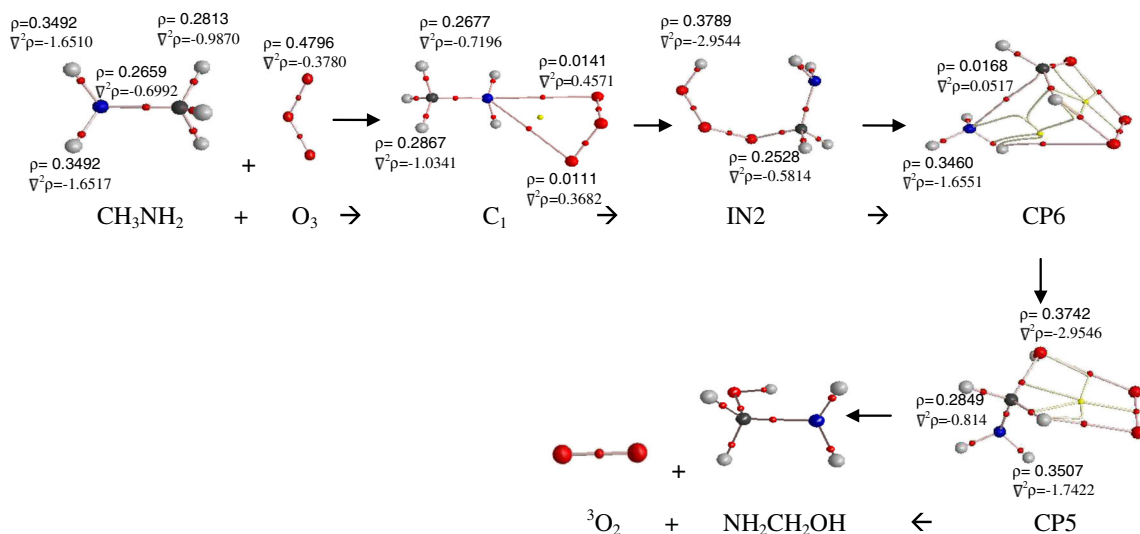 ρ=0.3492
∇²ρ=-1.6510
ρ= 0.2813
∇²ρ=-0.9870
ρ= 0.2659
∇²ρ=-0.6992
ρ= 0.3492
∇²ρ=-1.6517
ρ= 0.4796
∇²ρ=-0.3780
ρ= 0.2677
∇²ρ=-0.7196
ρ= 0.0141
∇²ρ=0.4571
ρ= 0.2867
∇²ρ=-1.0341
ρ= 0.0111
∇²ρ=0.3682
ρ= 0.3789
∇²ρ=-2.9544
ρ= 0.2528
∇²ρ=-0.5814
ρ= 0.0168
∇²ρ=0.0517
ρ= 0.3460
∇²ρ=-1.6551
+
CH₃NH₂ + O₃ → C₁ → IN2 → CP6
ρ= 0.3742
∇²ρ=-2.9546
ρ=0.2849
∇²ρ=-0.814
ρ= 0.3507
∇²ρ=-1.7422
+
³O₂ + NH₂CH₂OH ← CP5